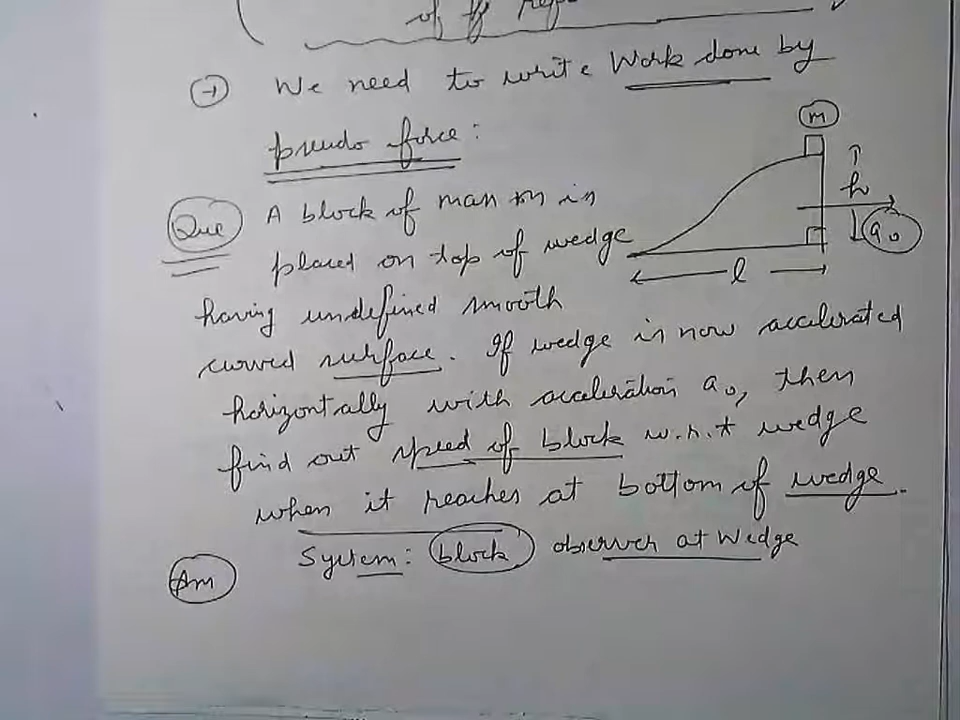 of
→ We need to write Work done by
pseudo force:
m
h
a₀
l
Que A block of mass m is
placed on top of wedge
having undefined smooth
curved surface. If wedge is now accelerated
horizontally with acceleration a₀, then
find out speed of block w.r.t wedge
when it reaches at bottom of wedge.
Ans System: block observer at Wedge